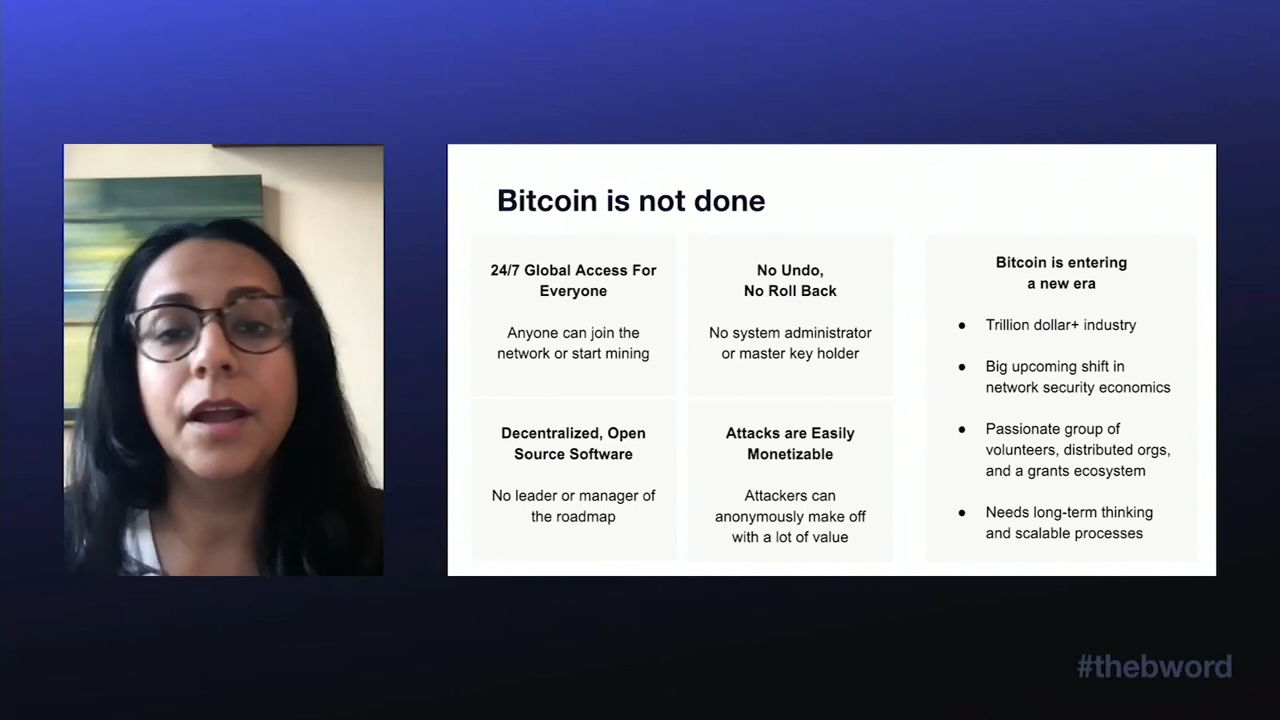 Bitcoin is not done
24/7 Global Access For
Everyone
Anyone can join the
network or start mining
No Undo,
No Roll Back
No system administrator
or master key holder
Decentralized, Open
Source Software
No leader or manager of
the roadmap
Attacks are Easily
Monetizable
Attackers can
anonymously make off
with a lot of value
Bitcoin is entering
a new era
● Trillion dollar+ industry
● Big upcoming shift in
network security economics
● Passionate group of
volunteers, distributed orgs,
and a grants ecosystem
● Needs long-term thinking
and scalable processes
#thebword